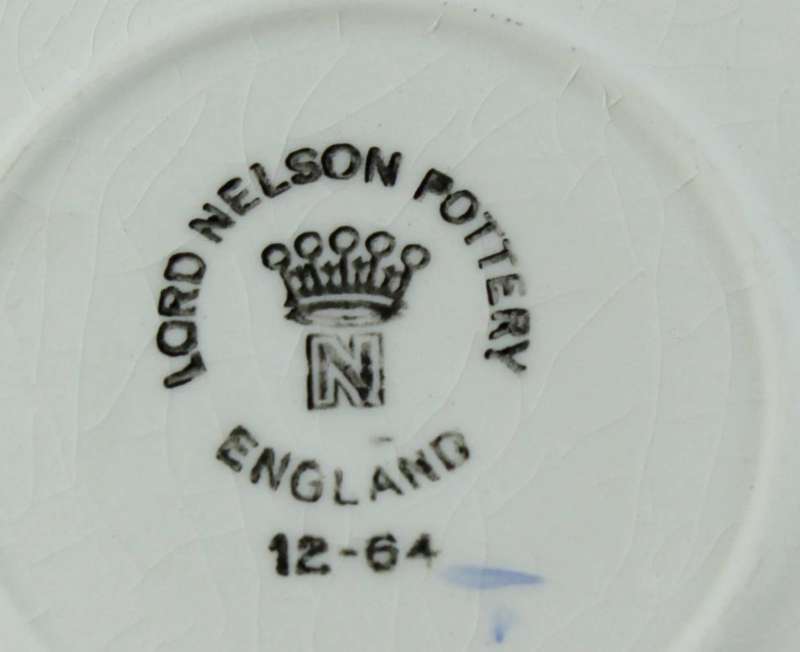 LORD NELSON POTTERY
N
ENGLAND
12-64